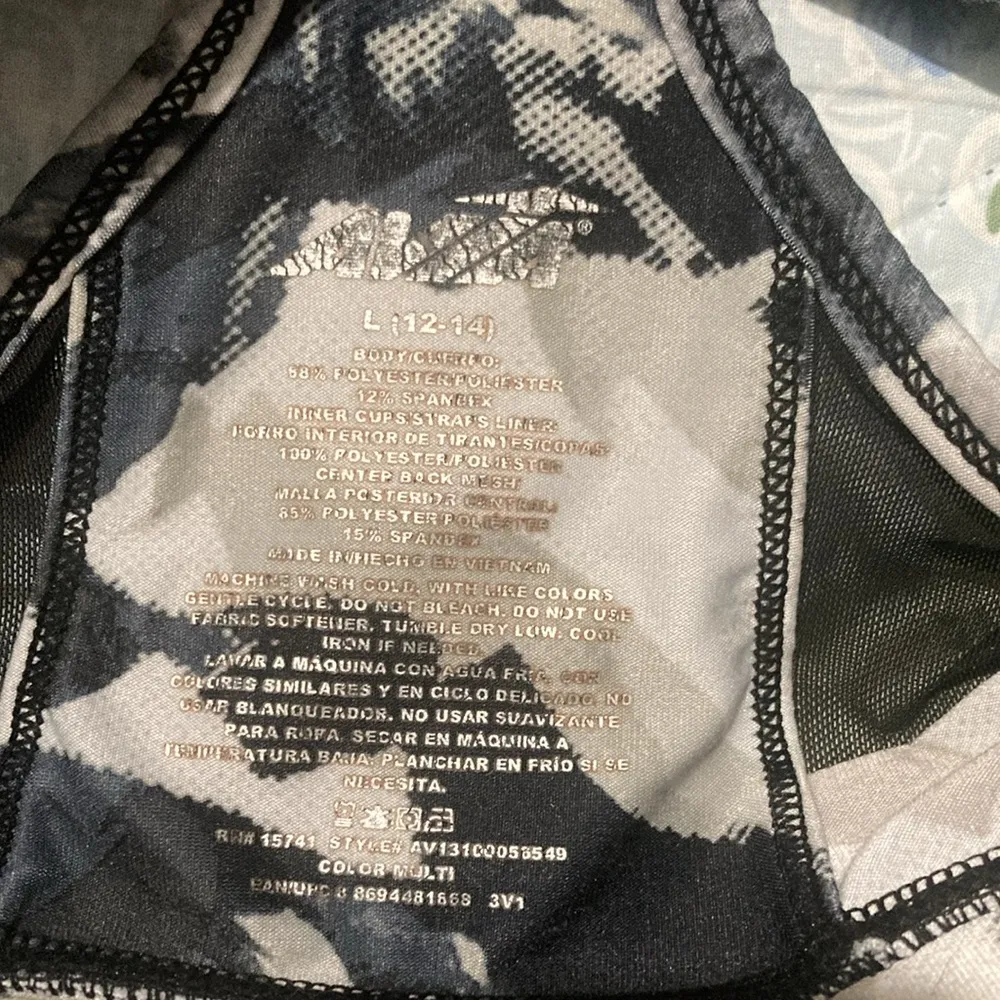 ®
L (12-14)
BODY/CUERPO:
88% POLYESTER/POLIESTER
12% SPANDEX
INNER CUPS/STRAPS LINER:
FORRO INTERIOR DE TIRANTES/COPAS:
100% POLYESTER/POLIESTER
CENTER BACK MESH/
MALLA POSTERIOR CENTRAL:
85% POLYESTER/POLIESTER
15% SPANDEX
MADE IN/HECHO EN VIETNAM
MACHINE WASH COLD, WITH LIKE COLORS
GENTLE CYCLE. DO NOT BLEACH. DO NOT USE
FABRIC SOFTENER. TUMBLE DRY LOW. COOL
IRON IF NEEDED.
LAVAR A MÁQUINA CON AGUA FRIA, CON
COLORES SIMILARES Y EN CICLO DELICADO. NO
USAR BLANQUEADOR. NO USAR SUAVIZANTE
PARA ROPA. SECAR EN MÁQUINA A
TEMPERATURA BAJA. PLANCHAR EN FRÍO SI SE
NECESITA.
RN# 15741 STYLE# AV13100056549
COLOR MULTI
EAN/UPC 8 8694481868 3V1